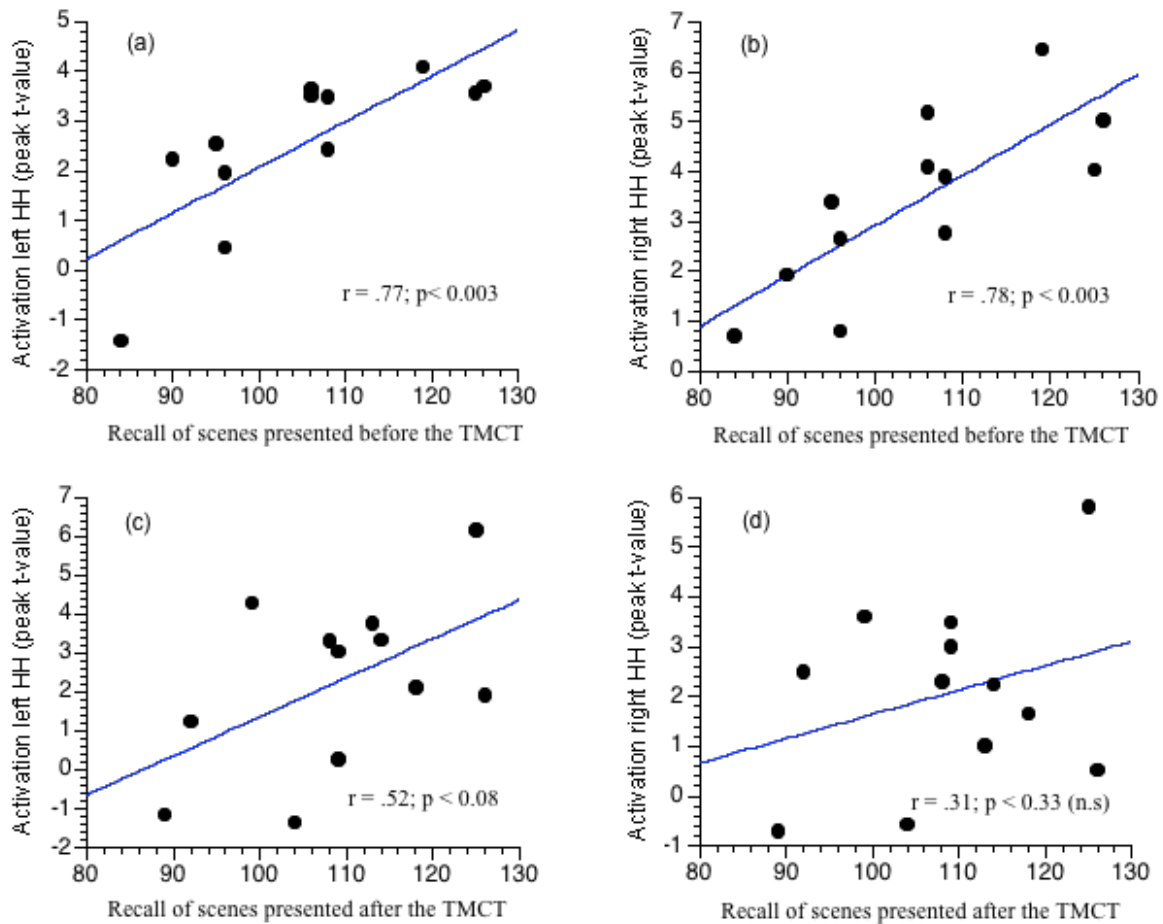 (a)
Activation left HH (peak t-value)
5
4
3
2
1
0
-1
-2
80 90 100 110 120 130
r = .77; p< 0.003
Recall of scenes presented before the TMCT
(b)
Activation right HH (peak t-value)
7
6
5
4
3
2
1
0
80 90 100 110 120 130
r = .78; p < 0.003
Recall of scenes presented before the TMCT
(c)
Activation left HH (peak t-value)
7
6
5
4
3
2
1
0
-1
-2
80 90 100 110 120 130
r = .52; p < 0.08
Recall of scenes presented after the TMCT
(d)
Activation right HH (peak t-value)
6
5
4
3
2
1
0
-1
80 90 100 110 120 130
r = .31; p < 0.33 (n.s)
Recall of scenes presented after the TMCT